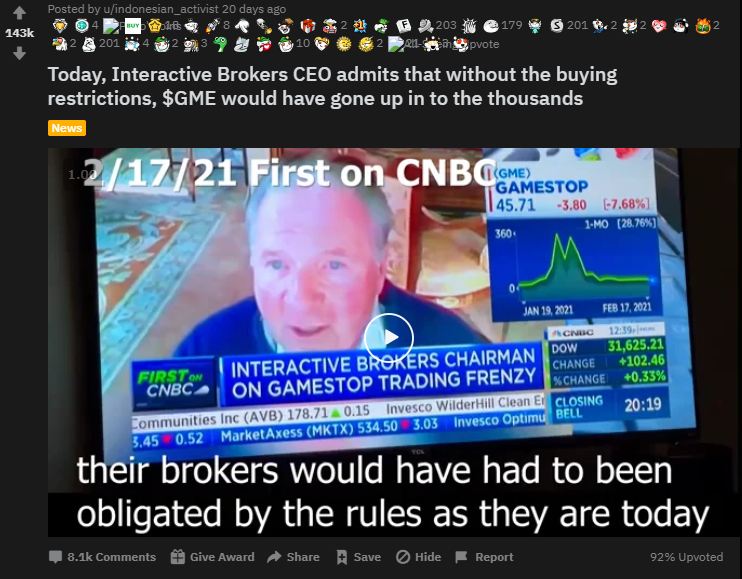 Posted by u/indonesian_activist 20 days ago
143k
4 BUY 8 2 203 179 201 2 2 2
2 201 4 2 3 10 2
Today, Interactive Brokers CEO admits that without the buying
restrictions, $GME would have gone up in to the thousands
News
1.00
2/17/21 First on CNBC
(GME)
GAMESTOP
45.71 -3.80 [-7.68%]
1-MO [28.76%]
360
0
JAN 19, 2021 FEB 17, 2021
FIRST ON
CNBC
INTERACTIVE BROKERS CHAIRMAN
ON GAMESTOP TRADING FRENZY
CNBC 12:39
DOW 31,625.21
CHANGE +102.46
%CHANGE +0.33%
CLOSING
BELL 20:19
Communities Inc (AVB) 178.71 0.15 Invesco WilderHill Clean
3.45 0.52 MarketAxess (MKTX) 534.50 3.03 Invesco Optimu
TCL
their brokers would have had to been
obligated by the rules as they are today
8.1k Comments Give Award Share Save Hide Report 92% Upvoted